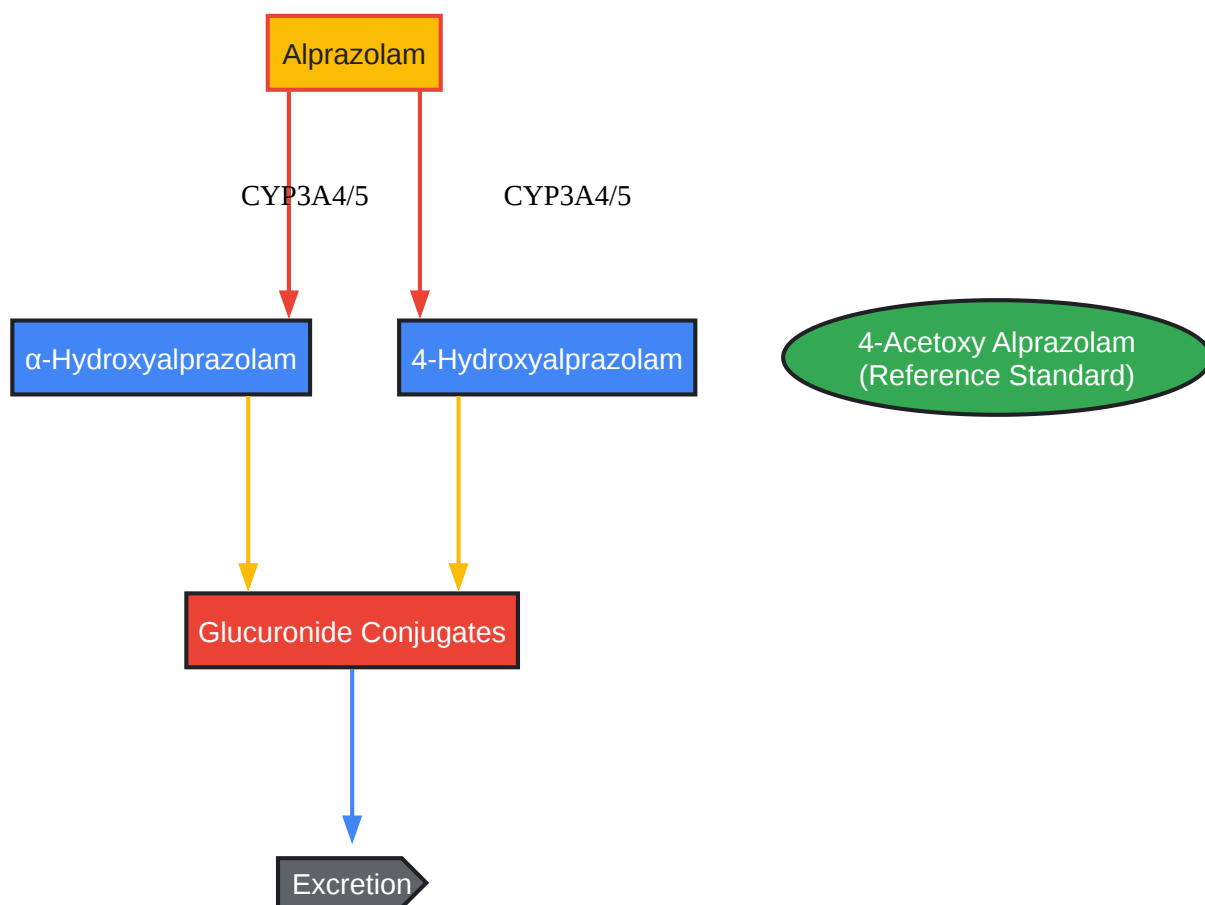 Alprazolam
CYP3A4/5
CYP3A4/5
α-Hydroxyalprazolam
4-Hydroxyalprazolam
4-Acetoxy Alprazolam
(Reference Standard)
Glucuronide Conjugates
Excretion